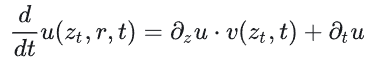 d/dt u(z_t, r, t) = ∂_z u · v(z_t, t) + ∂_t u